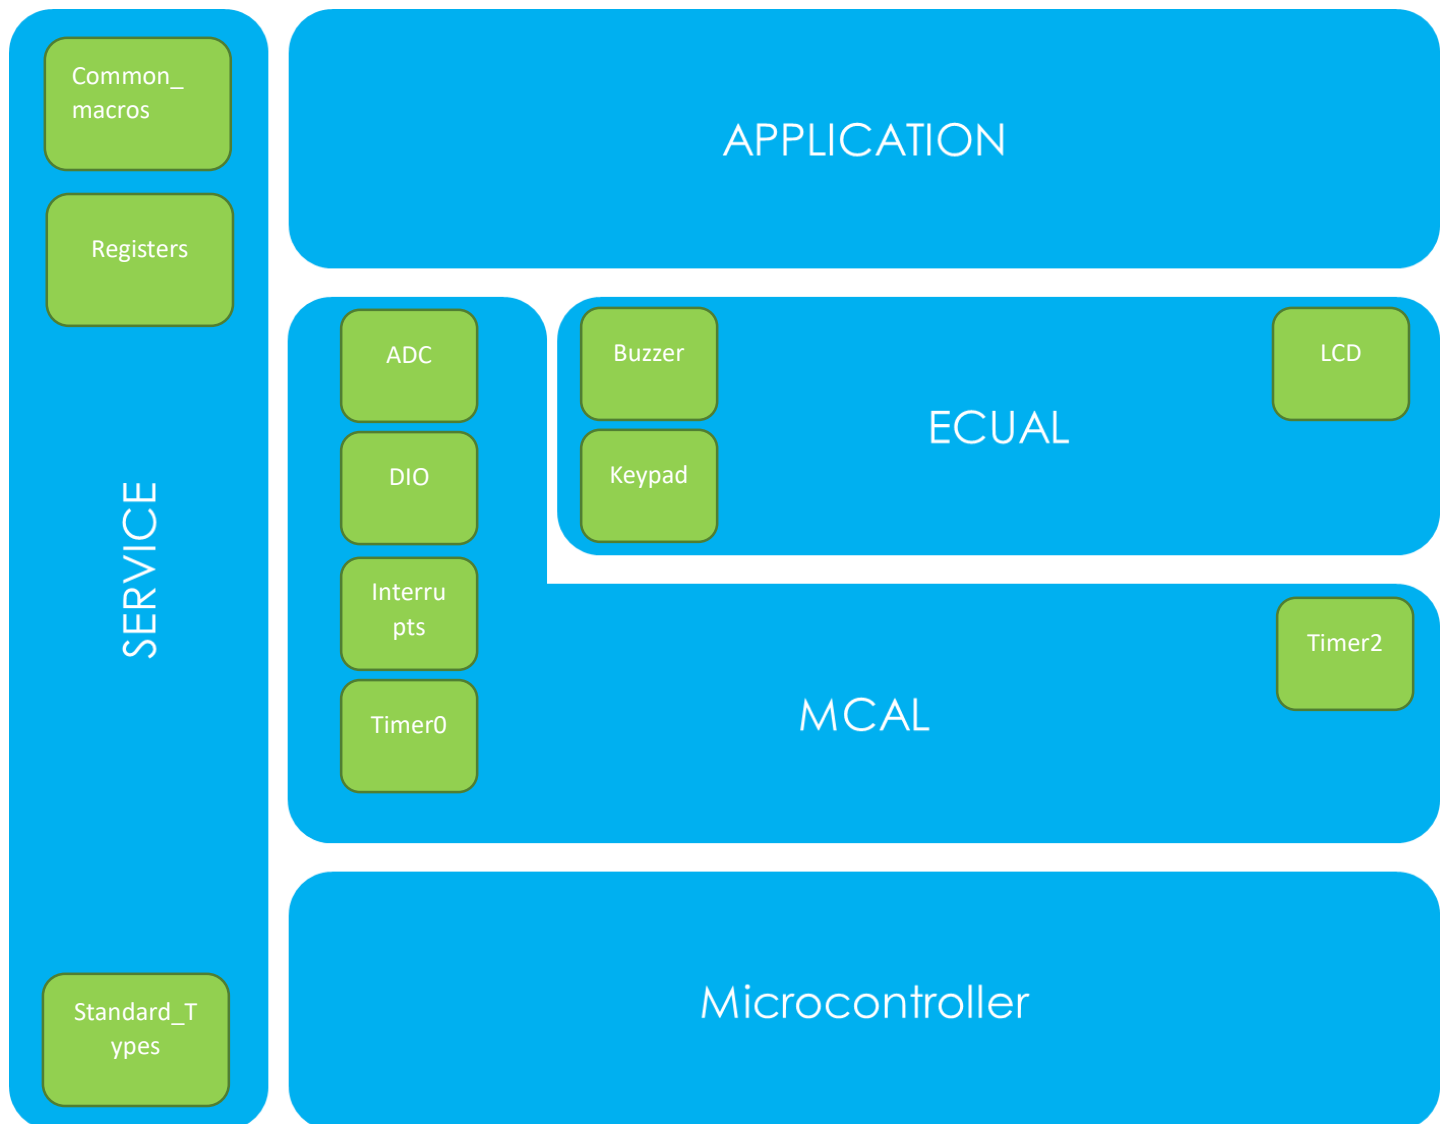 Common_
macros
Registers
SERVICE
Standard_T
ypes
APPLICATION
ADC
DIO
Interru
pts
Timer0
Buzzer
Keypad
ECUAL
LCD
MCAL
Timer2
Microcontroller